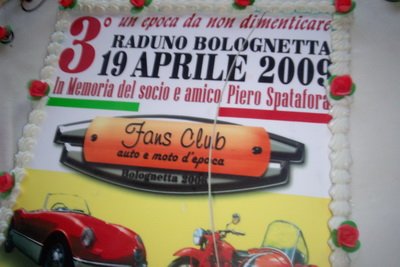 3° un epoca da non dimenticare
RADUNO BOLOGNETTA
19 APRILE 2009
In Memoria del socio e amico Piero Spatafora
Fans Club
auto e moto d'epoca
Bolognetta 2009